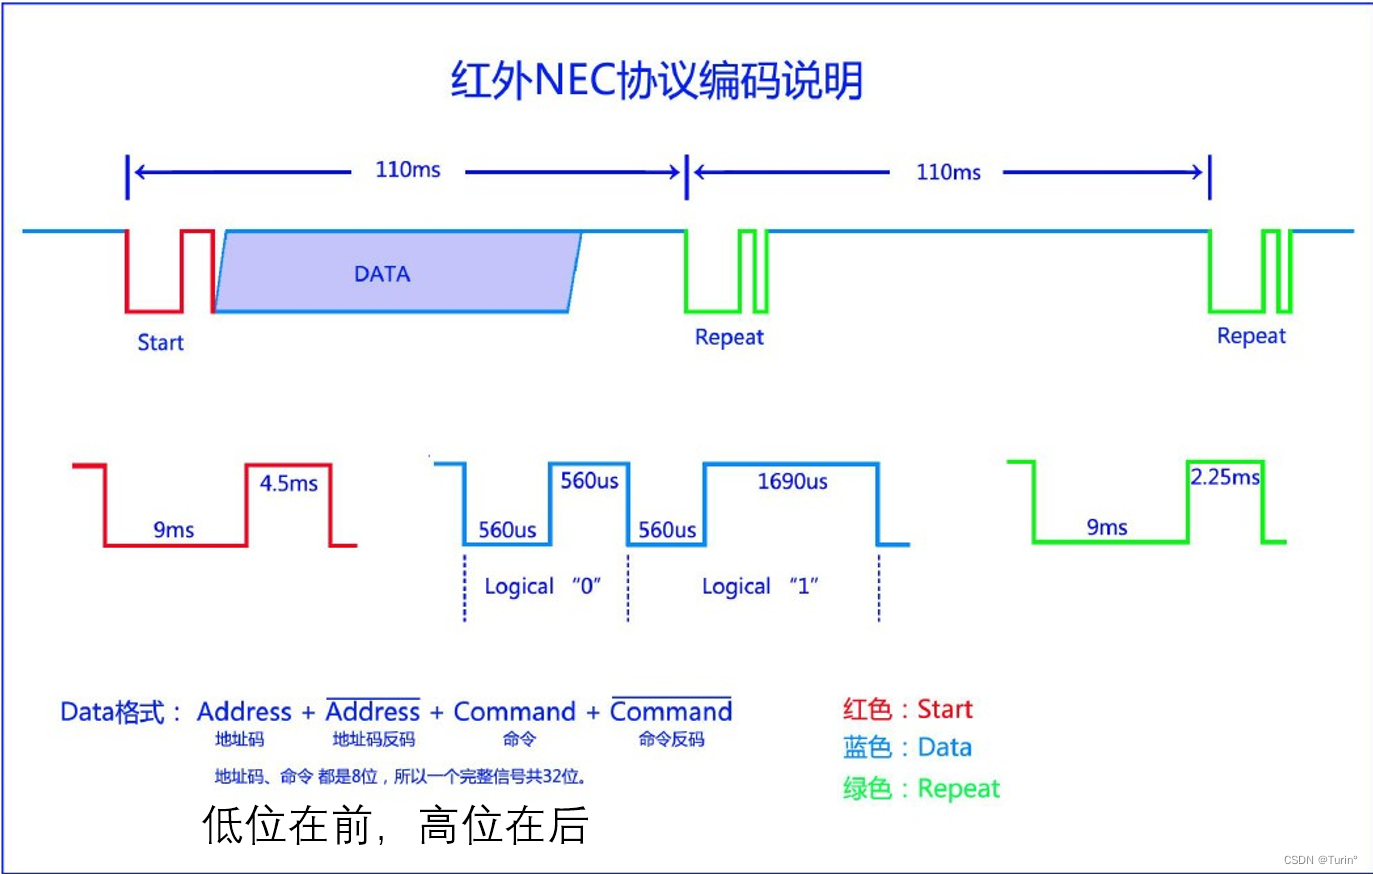 红外NEC协议编码说明
110ms 110ms
DATA
Start Repeat Repeat
4.5ms 560us 1690us 2.25ms
9ms 560us 560us 9ms
Logical “0” Logical “1”
Data格式： Address + Address + Command + Command
地址码 地址码反码 命令 命令反码
地址码、命令 都是8位，所以一个完整信号共32位。
低位在前，高位在后
红色：Start
蓝色：Data
绿色：Repeat
CSDN @Turin°